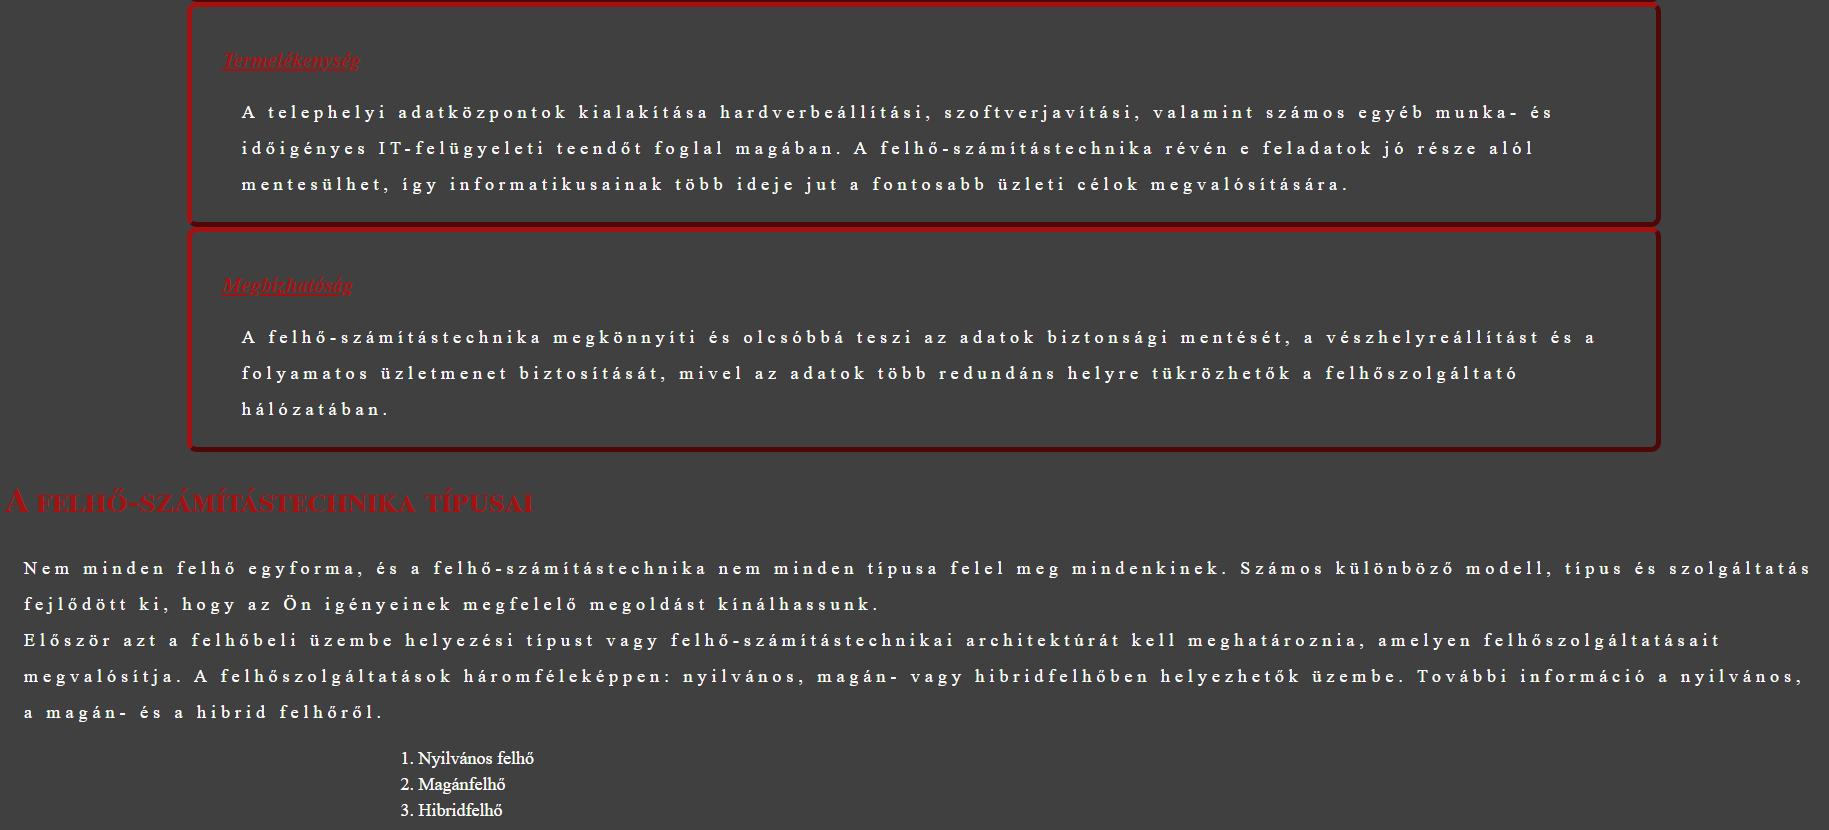 Termelékenység
A telephelyi adatközpontok kialakítása hardverbeállítási, szoftverjavítási, valamint számos egyéb munka- és
időigényes IT-felügyeleti teendőt foglal magában. A felhő-számítástechnika révén e feladatok jó része alól
mentesülhet, így informatikusainak több ideje jut a fontosabb üzleti célok megvalósítására.
Megbízhatóság
A felhő-számítástechnika megkönnyíti és olcsóbbá teszi az adatok biztonsági mentését, a vészhelyreállítást és a
folyamatos üzletmenet biztosítását, mivel az adatok több redundáns helyre tükrözhetők a felhőszolgáltató
hálózatában.
A felhő-számítástechnika típusai
Nem minden felhő egyforma, és a felhő-számítástechnika nem minden típusa felel meg mindenkinek. Számos különböző modell, típus és szolgáltatás
fejlődött ki, hogy az Ön igényeinek megfelelő megoldást kínálhassunk.
Először azt a felhőbeli üzembe helyezési típust vagy felhő-számítástechnikai architektúrát kell meghatároznia, amelyen felhőszolgáltatásait
megvalósítja. A felhőszolgáltatások háromféleképpen: nyilvános, magán- vagy hibridfelhőben helyezhetők üzembe. További információ a nyilvános,
a magán- és a hibrid felhőről.
1. Nyilvános felhő
2. Magánfelhő
3. Hibridfelhő